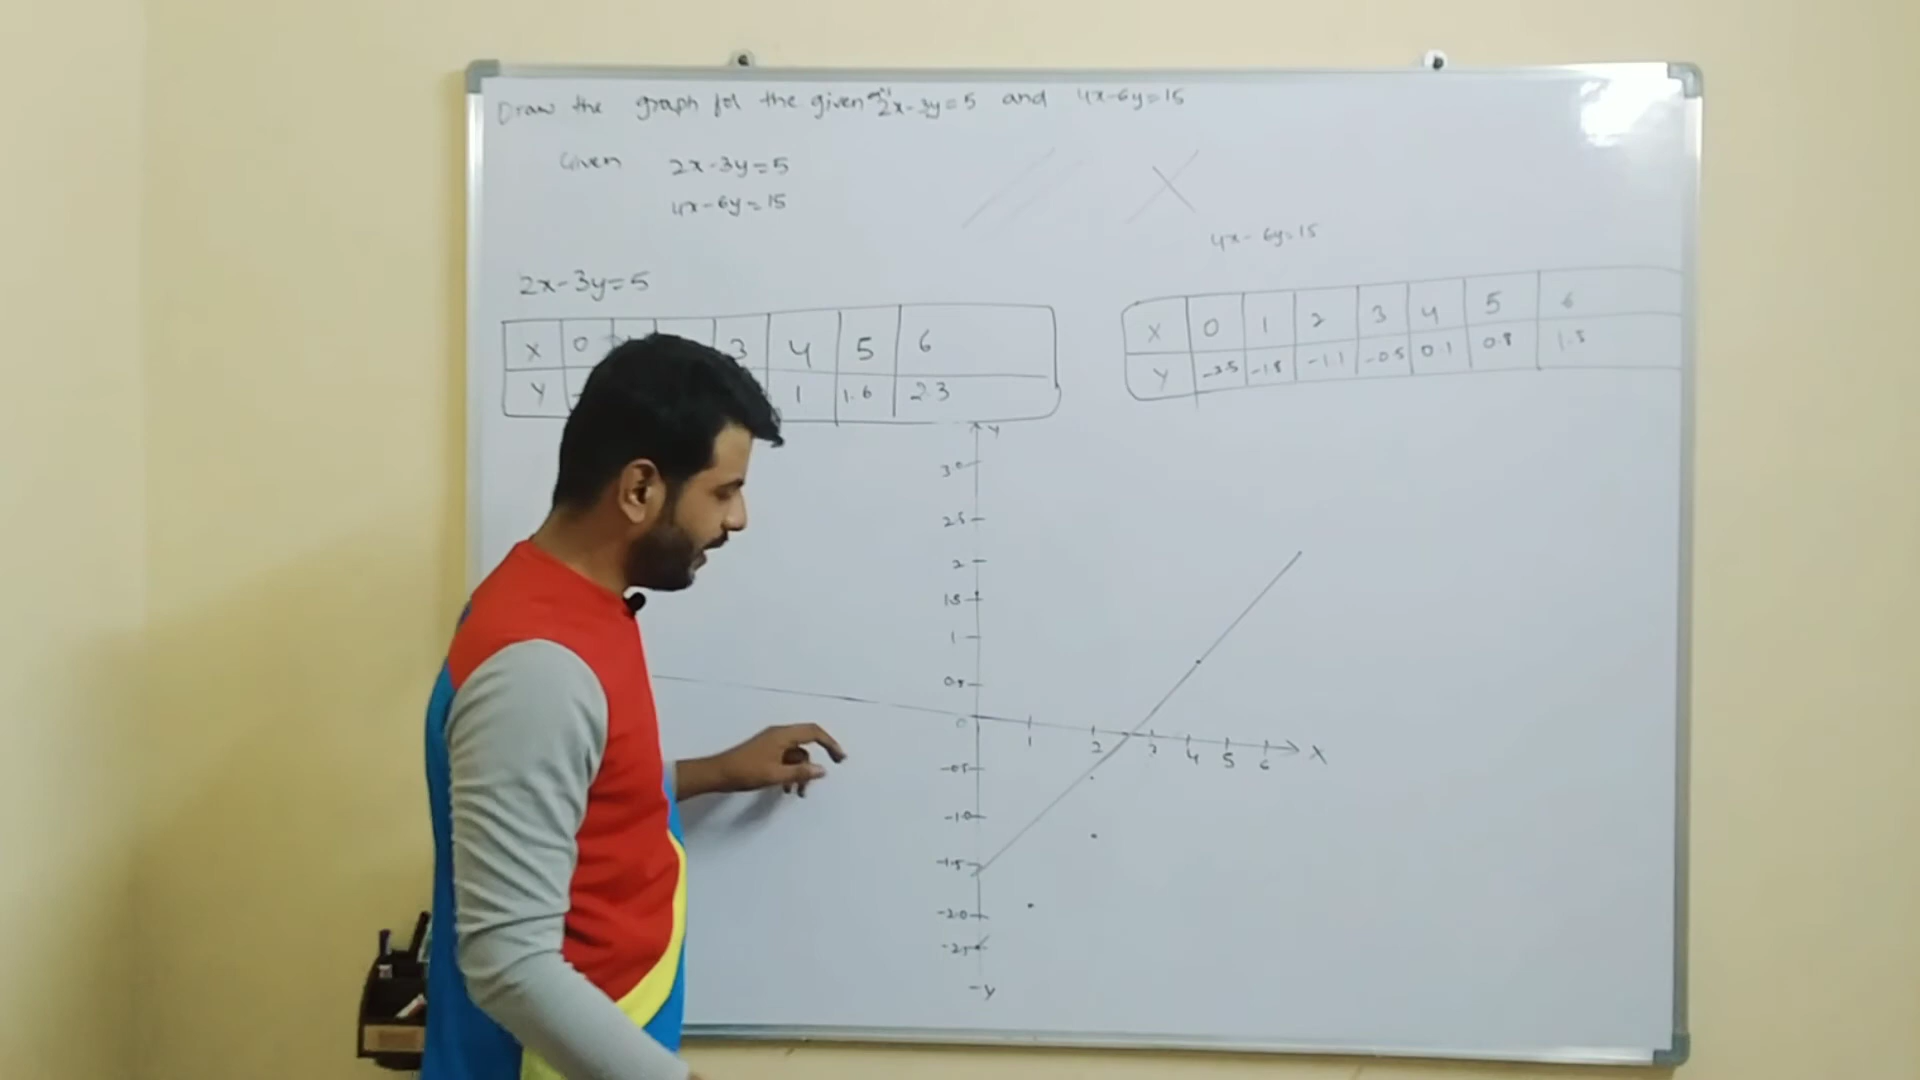 Draw the graph for the given 2x-3y=5 and 4x-6y=15
Given 2x-3y=5
4x-6y=15
4x-6y=15
2x-3y=5
X 0 3 4 5 6
Y 1 1.6 2.3
X 0 1 2 3 4 5 6
Y -1.8 -1.1 -0.5 0.1 0.8 1.5
Y
3.0
2.5
2
1.5
1
0.5
0
1 2 3 4 5 6 X
-0.5
-1.0
-1.5
-2.0
-2.5
-Y